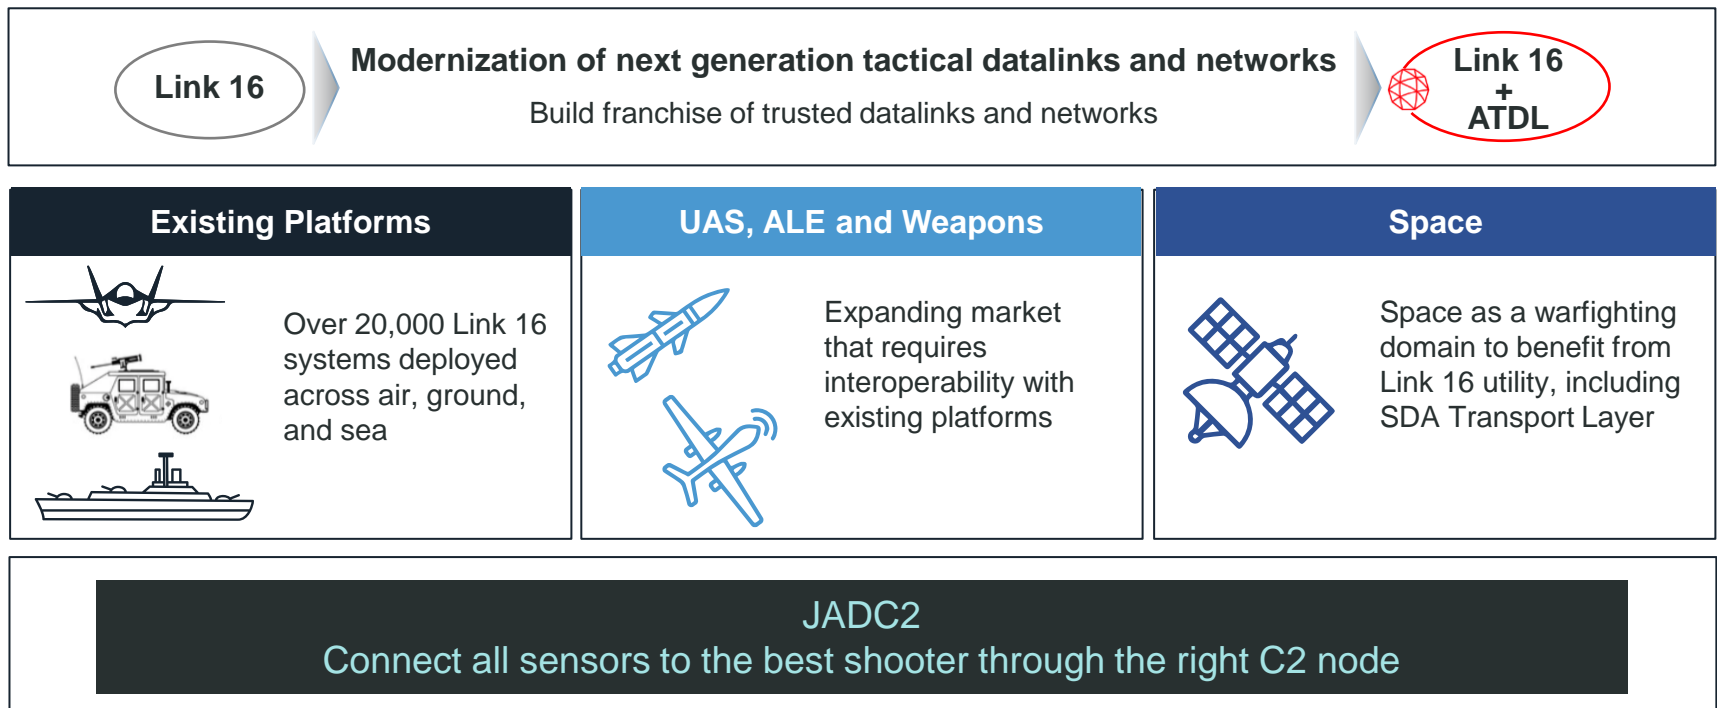 Link 16
Modernization of next generation tactical datalinks and networks
Build franchise of trusted datalinks and networks
Link 16
+
ATDL
Existing Platforms
Over 20,000 Link 16
systems deployed
across air, ground,
and sea
UAS, ALE and Weapons
Expanding market
that requires
interoperability with
existing platforms
Space
Space as a warfighting
domain to benefit from
Link 16 utility, including
SDA Transport Layer
JADC2
Connect all sensors to the best shooter through the right C2 node